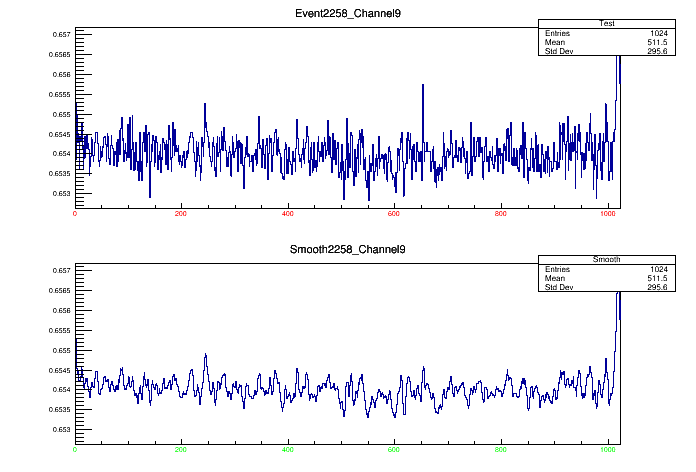 Event2258_Channel9
Test
Entries 1024
Mean 511.5
Std Dev 295.6
0.657
0.6565
0.656
0.6555
0.655
0.6545
0.654
0.6535
0.653
0 200 400 600 800 1000
Smooth2258_Channel9
Smooth
Entries 1024
Mean 511.5
Std Dev 295.6
0.657
0.6565
0.656
0.6555
0.655
0.6545
0.654
0.6535
0.653
0 200 400 600 800 1000